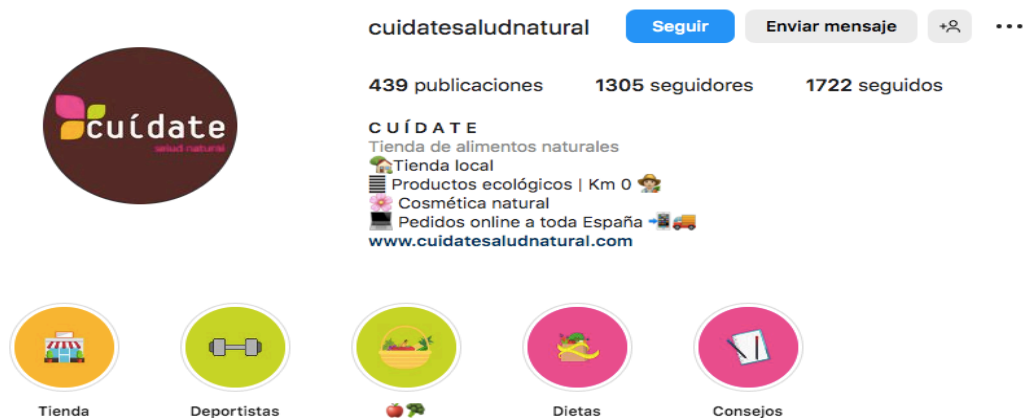 cuidatesaludnatural Seguir Enviar mensaje
439 publicaciones 1305 seguidores 1722 seguidos
cuídate
salud natural
CUÍDATE
Tienda de alimentos naturales
🏡Tienda local
Productos ecológicos | Km 0 🧑‍🌾
🌸 Cosmética natural
💻 Pedidos online a toda España 📲🚚
www.cuidatesaludnatural.com
Tienda Deportistas 🍎🥦 Dietas Consejos